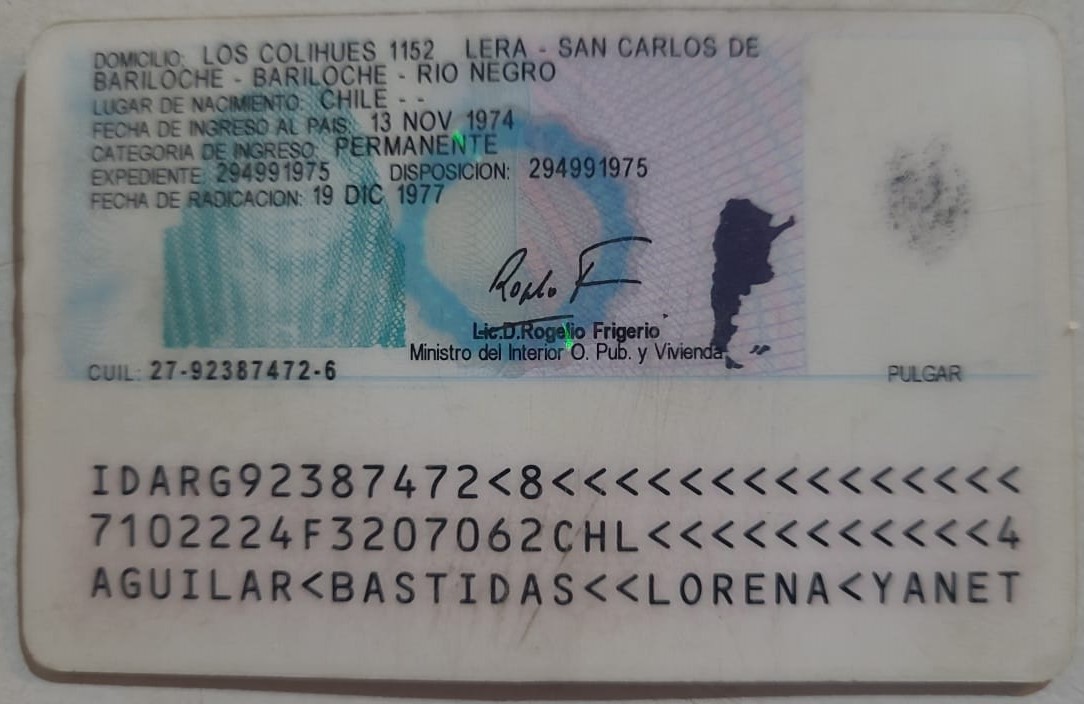 DOMICILIO: LOS COLIHUES 1152 LERA - SAN CARLOS DE
BARILOCHE - BARILOCHE - RIO NEGRO
LUGAR DE NACIMIENTO: CHILE - -
FECHA DE INGRESO AL PAIS: 13 NOV 1974
CATEGORIA DE INGRESO: PERMANENTE
EXPEDIENTE: 294991975 DISPOSICION: 294991975
FECHA DE RADICACION: 19 DIC 1977
Lic.D.Rogelio Frigerio
Ministro del Interior O. Pub. y Vivienda
CUIL: 27-92387472-6
PULGAR
IDARG92387472<8<<<<<<<<<<<<<<<
7102224F3207062CHL<<<<<<<<<<<4
AGUILAR<BASTIDAS<<LORENA<YANET